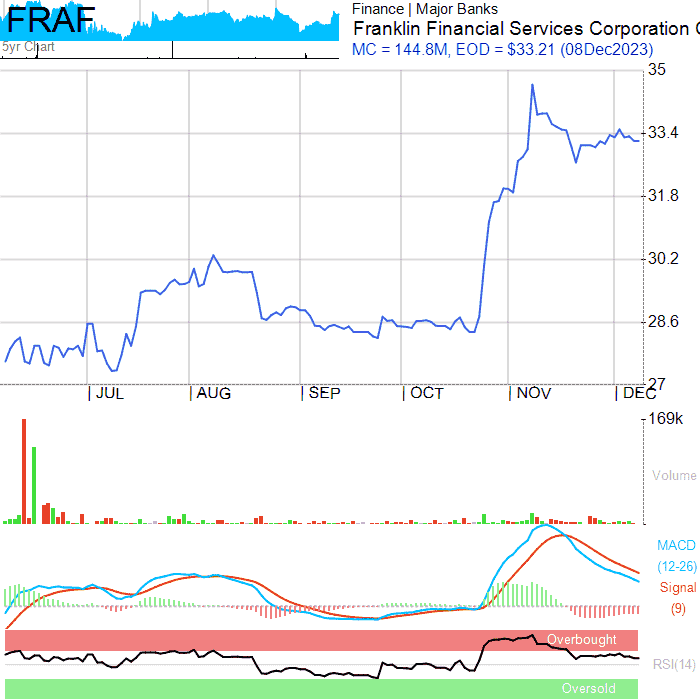 FRAF
5yr Chart
Finance | Major Banks
Franklin Financial Services Corporation
MC = 144.8M, EOD = $33.21 (08Dec2023)
35
33.4
31.8
30.2
28.6
27
JUL AUG SEP OCT NOV DEC
169k
Volume
MACD
(12-26)
Signal
(9)
Overbought
RSI(14)
Oversold